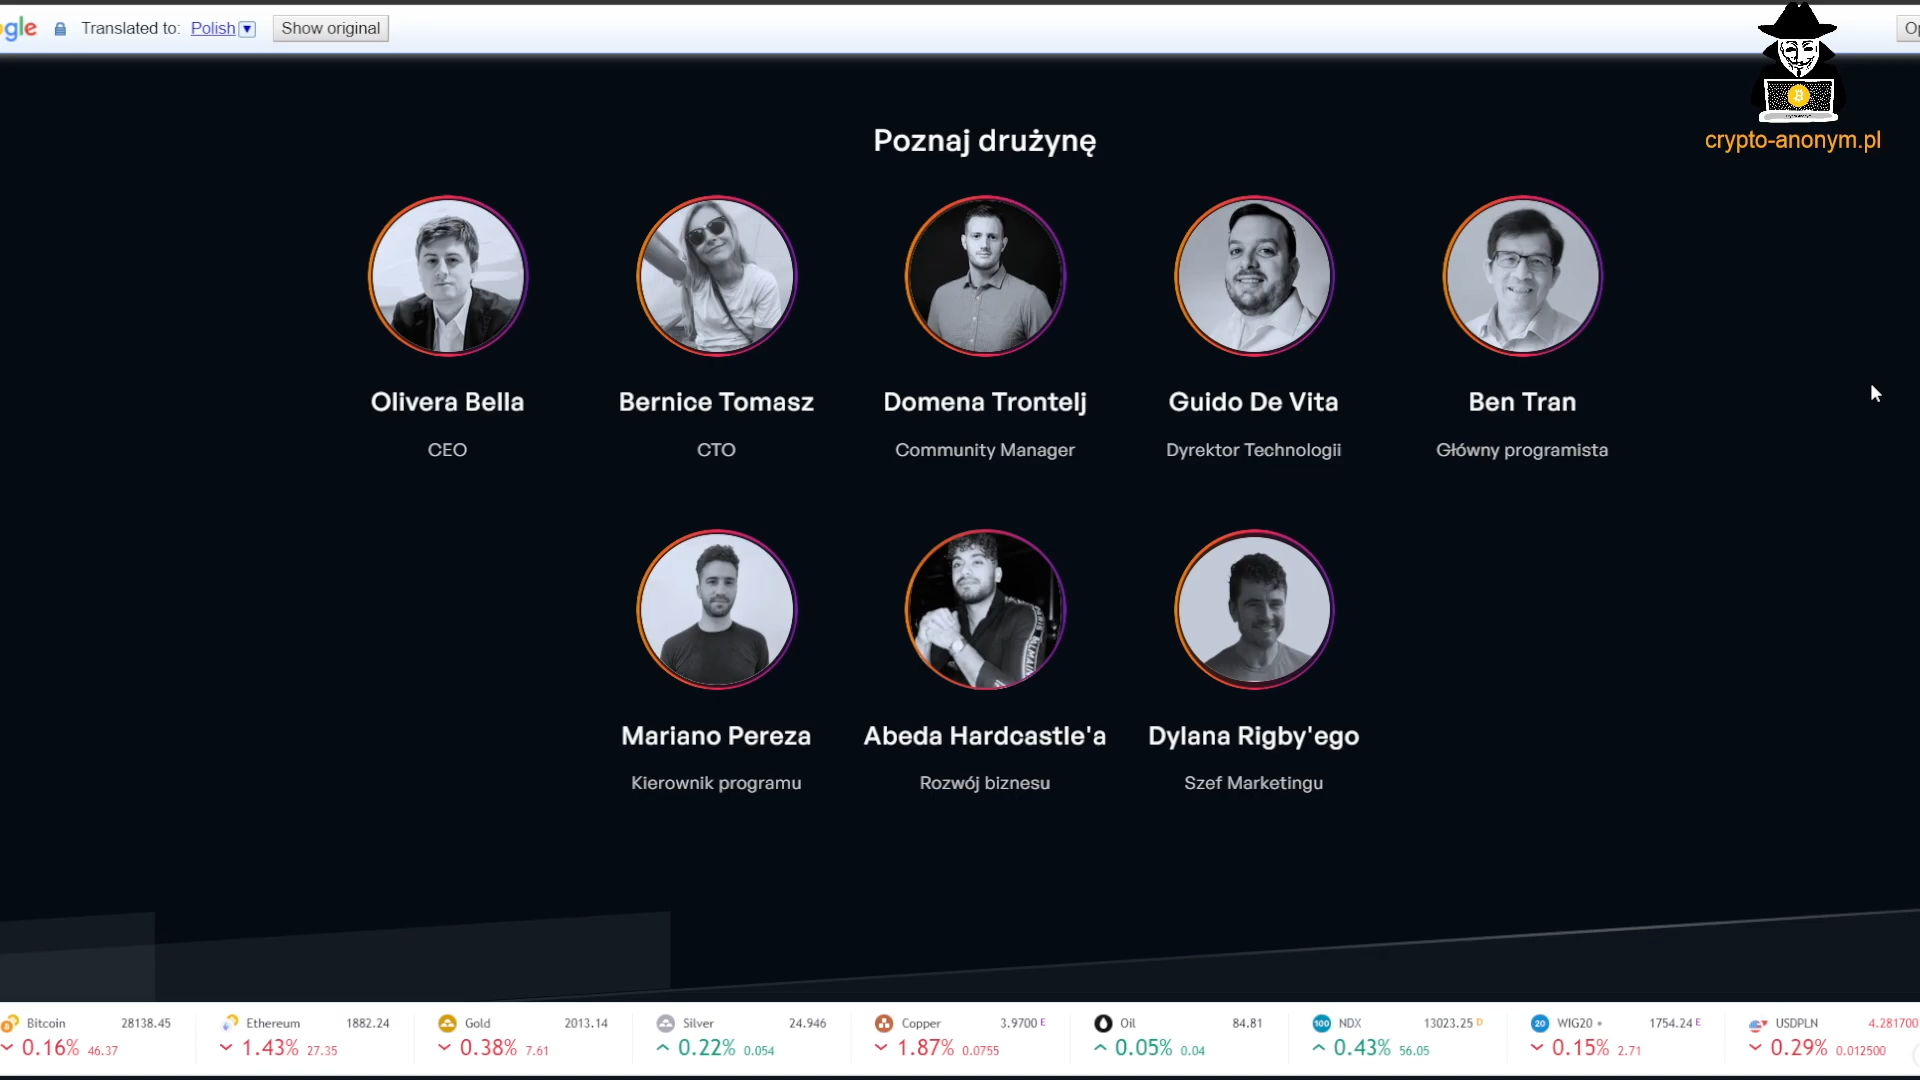 gle Translated to: Polish Show original
crypto-anonym.pl
Poznaj drużynę
Olivera Bella
CEO
Bernice Tomasz
CTO
Domena Trontelj
Community Manager
Guido De Vita
Dyrektor Technologii
Ben Tran
Główny programista
Mariano Pereza
Kierownik programu
Abeda Hardcastle'a
Rozwój biznesu
Dylana Rigby'ego
Szef Marketingu
Bitcoin 28138.45
0.16% 46.37
Ethereum 1882.24
1.43% 27.35
Gold 2013.14
0.38% 7.61
Silver 24.946
0.22% 0.054
Copper 3.9700 E
1.87% 0.0755
Oil 84.81
0.05% 0.04
100 NDX 13023.25 D
0.43% 56.05
20 WIG20 1754.24 E
0.15% 2.71
USDPLN 4.281700
0.29% 0.012500